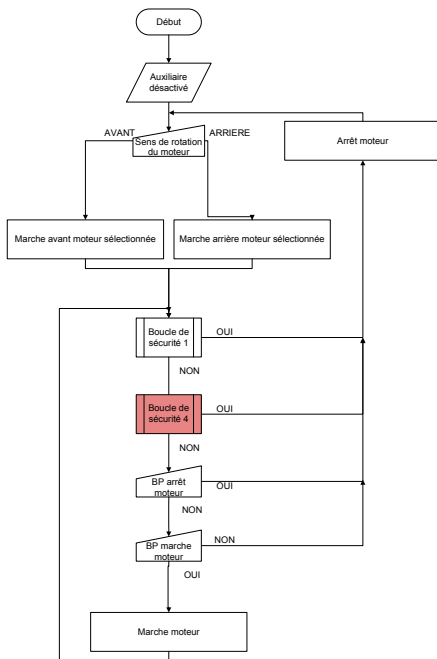 Début
Auxiliaire
désactivé
AVANT
ARRIERE
Sens de rotation
du moteur
Arrêt moteur
Marche avant moteur sélectionnée
Marche arrière moteur sélectionnée
Boucle de
sécurité 1
OUI
NON
Boucle de
sécurité 4
OUI
NON
BP arrêt
moteur
OUI
NON
BP marche
moteur
NON
OUI
Marche moteur